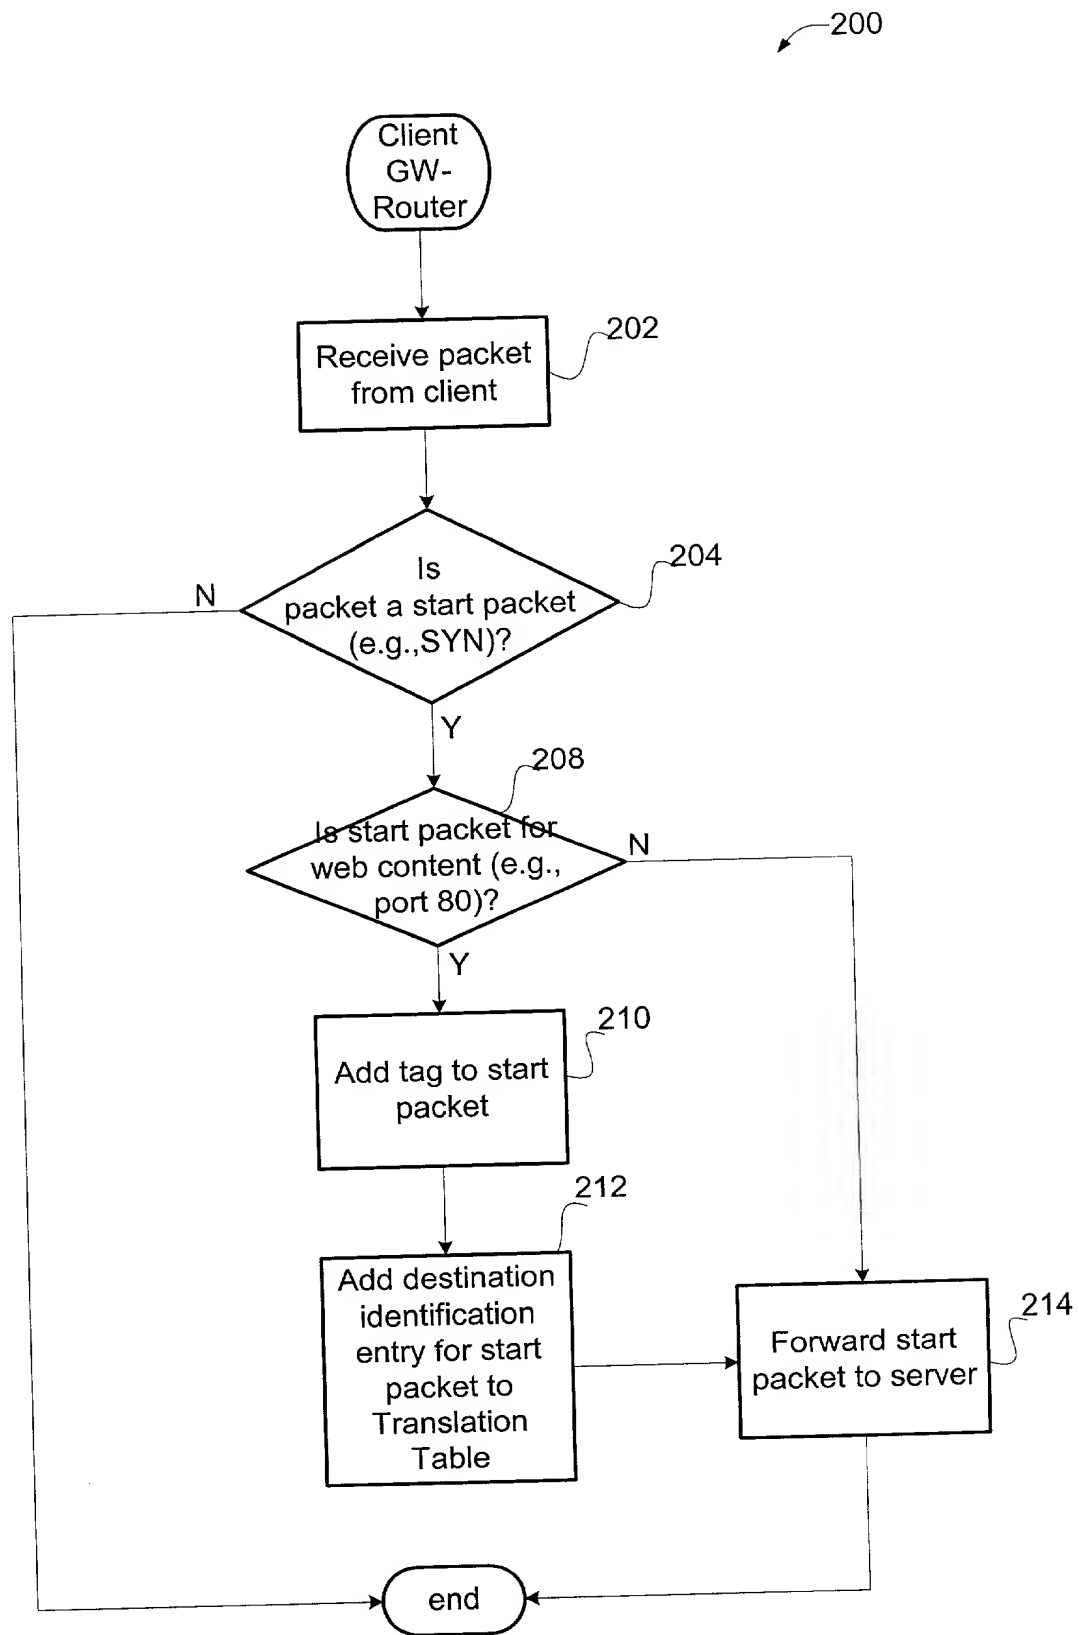 200
Client
GW-
Router
202
Receive packet
from client
204
Is
packet a start packet
(e.g.,SYN)?
N
Y
208
Is start packet for
web content (e.g.,
port 80)?
N
Y
210
Add tag to start
packet
212
Add destination
identification
entry for start
packet to
Translation
Table
214
Forward start
packet to server
end